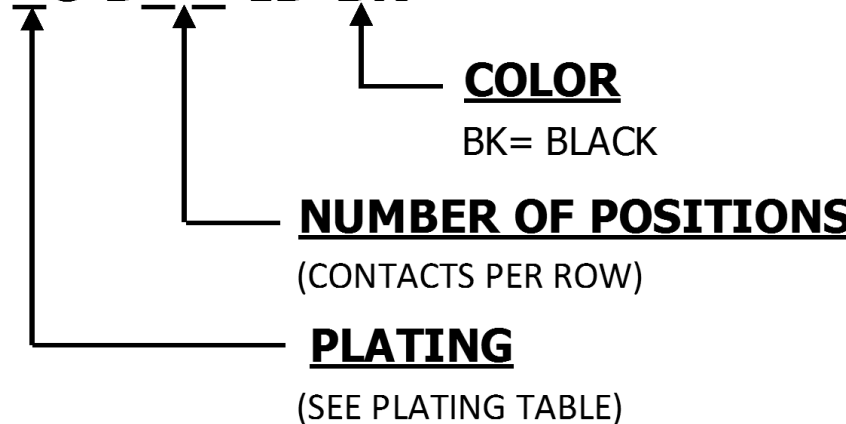 COLOR
BK= BLACK
NUMBER OF POSITIONS
(CONTACTS PER ROW)
PLATING
(SEE PLATING TABLE)